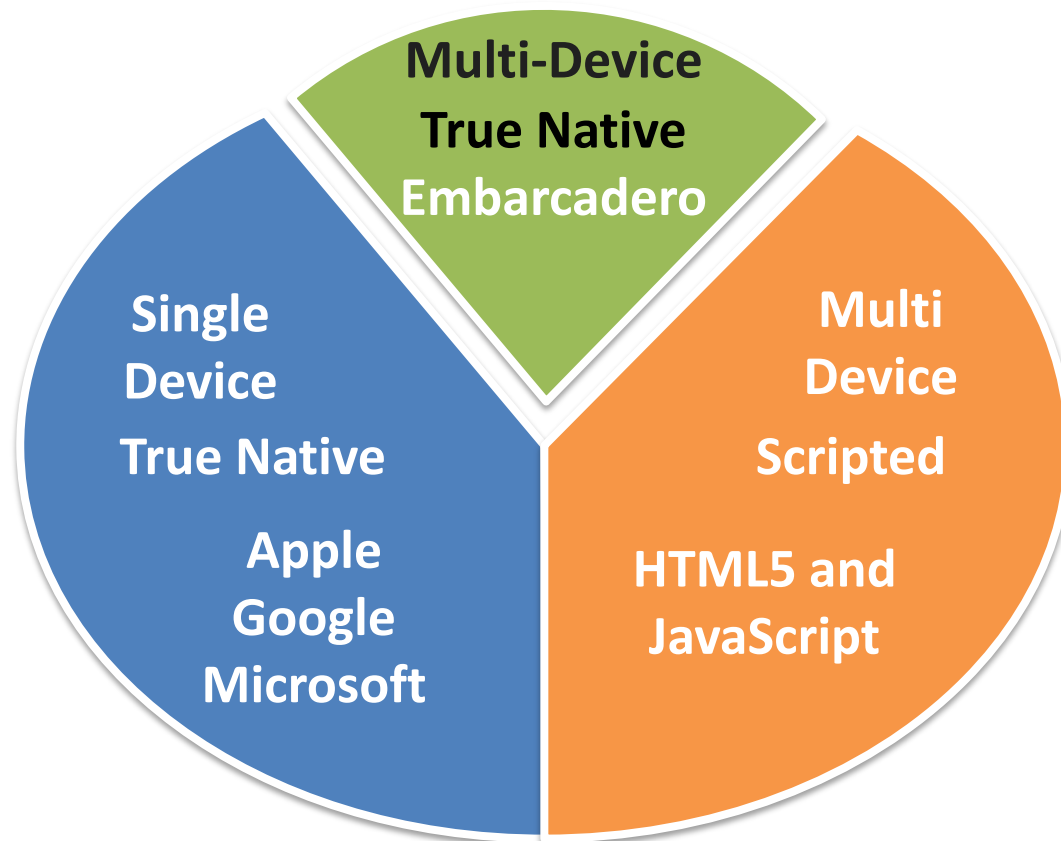 Multi-Device
True Native
Embarcadero
Single
Device
True Native
Apple
Google
Microsoft
Multi
Device
Scripted
HTML5 and
JavaScript